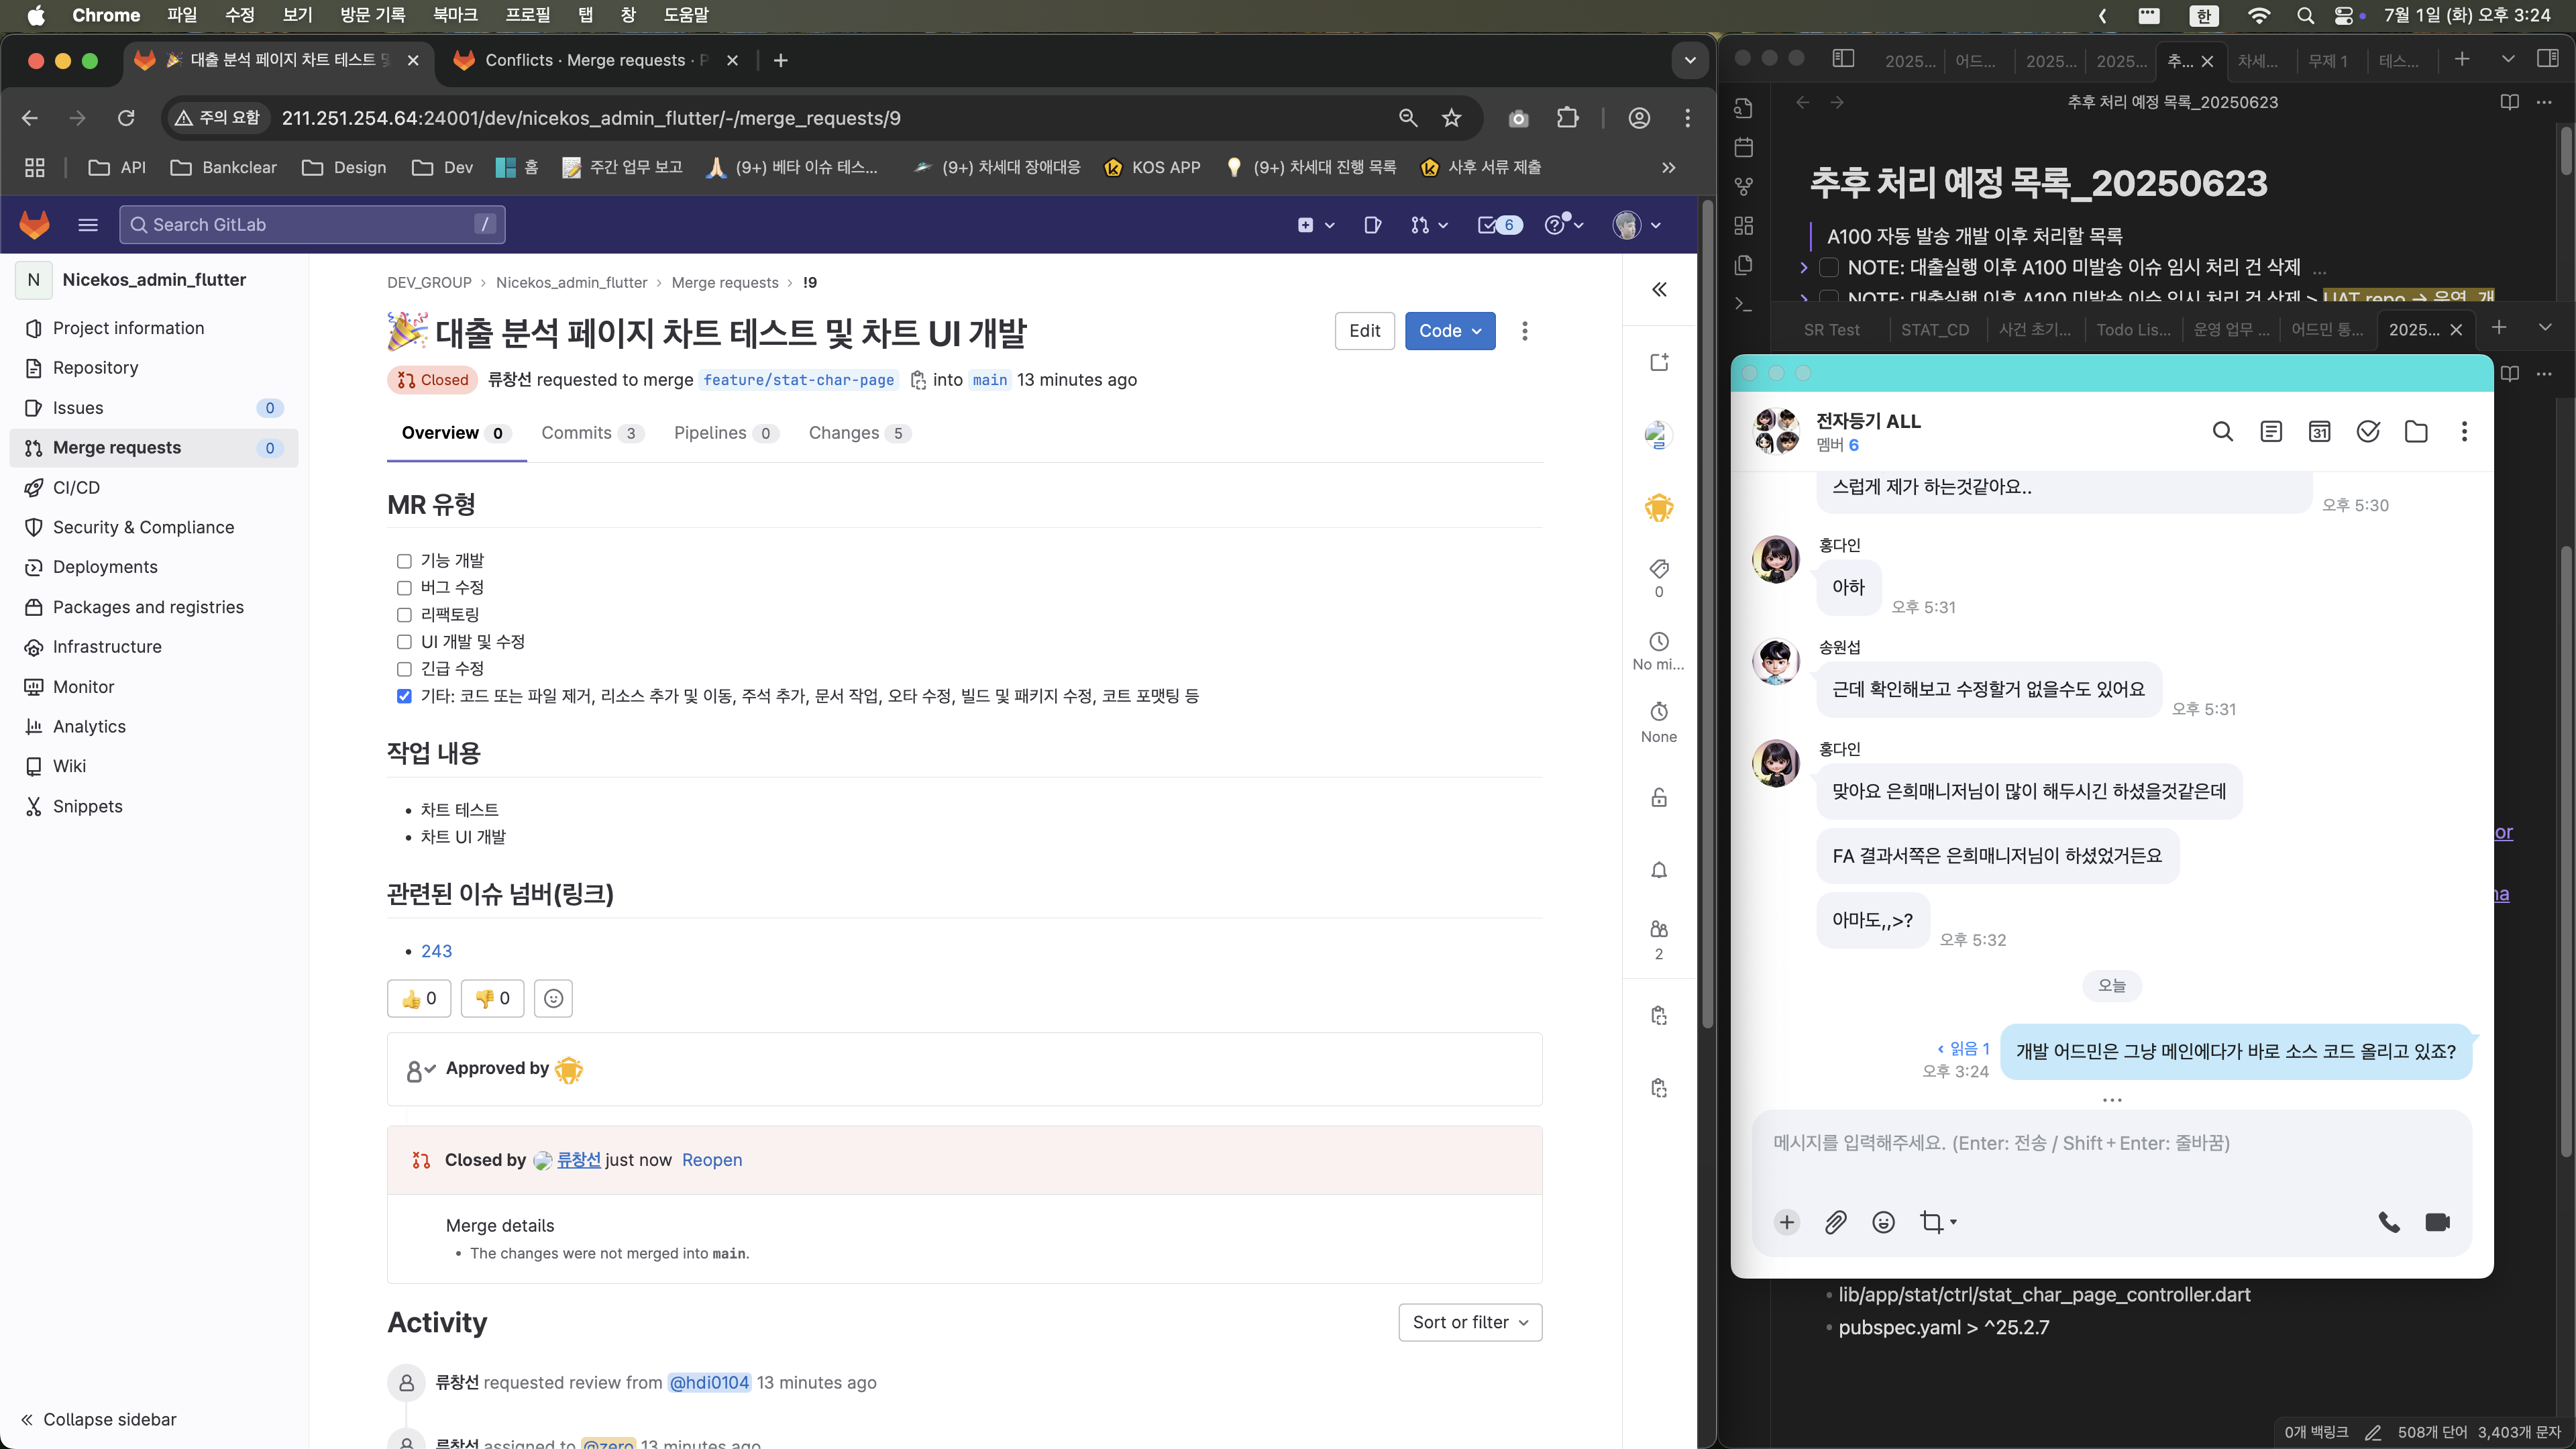 Chrome 파일 수정 보기 방문 기록 북마크 프로필 탭 창 도움말
한 7월 1일 (화) 오후 3:24
대출 분석 페이지 차트 테스트 및
Conflicts · Merge requests · P
주의 요함 211.251.254.64:24001/dev/nicekos_admin_flutter/-/merge_requests/9
API Bankclear Design Dev 홈 주간 업무 보고 (9+) 베타 이슈 테스... (9+) 차세대 장애대응 KOS APP (9+) 차세대 진행 목록 사후 서류 제출
Search GitLab /
6
N Nicekos_admin_flutter
Project information
Repository
Issues 0
Merge requests 0
CI/CD
Security & Compliance
Deployments
Packages and registries
Infrastructure
Monitor
Analytics
Wiki
Snippets
Collapse sidebar
DEV_GROUP > Nicekos_admin_flutter > Merge requests > !9
🎉 대출 분석 페이지 차트 테스트 및 차트 UI 개발
Edit Code
Closed 류창선 requested to merge feature/stat-char-page into main 13 minutes ago
Overview 0 Commits 3 Pipelines 0 Changes 5
MR 유형
기능 개발
버그 수정
리팩토링
UI 개발 및 수정
긴급 수정
기타: 코드 또는 파일 제거, 리소스 추가 및 이동, 주석 추가, 문서 작업, 오타 수정, 빌드 및 패키지 수정, 코트 포맷팅 등
작업 내용
• 차트 테스트
• 차트 UI 개발
관련된 이슈 넘버(링크)
• 243
👍 0 👎 0
Approved by
Closed by 류창선 just now Reopen
Merge details
• The changes were not merged into main.
Activity
Sort or filter
류창선 requested review from @hdi0104 13 minutes ago
류창선 assigned to @zero 13 minutes ago
0
No mi...
None
2
2025... 어드... 2025... 2025... 추... 차세... 무제 1 테스...
추후 처리 예정 목록_20250623
추후 처리 예정 목록_20250623
A100 자동 발송 개발 이후 처리할 목록
NOTE: 대출실행 이후 A100 미발송 이슈 임시 처리 건 삭제 ...
NOTE: 대출실행 이후 A100 미발송 이슈 임시 처리 건 삭제 > UAT repo → 운영, 개
SR Test STAT_CD 사건 초기... Todo Lis... 운영 업무 ... 어드민 통... 2025...
전자등기 ALL
멤버 6
31
스럽게 제가 하는것같아요..
오후 5:30
홍다인
아하
오후 5:31
송원섭
근데 확인해보고 수정할거 없을수도 있어요
오후 5:31
홍다인
맞아요 은희매니저님이 많이 해두시긴 하셨을것같은데
FA 결과서쪽은 은희매니저님이 하셨었거든요
아마도,,>?
오후 5:32
오늘
읽음 1
오후 3:24
개발 어드민은 그냥 메인에다가 바로 소스 코드 올리고 있죠?
메시지를 입력해주세요. (Enter: 전송 / Shift + Enter: 줄바꿈)
or
na
• lib/app/stat/ctrl/stat_char_page_controller.dart
• pubspec.yaml > ^25.2.7
0개 백링크 508개 단어 3,403개 문자